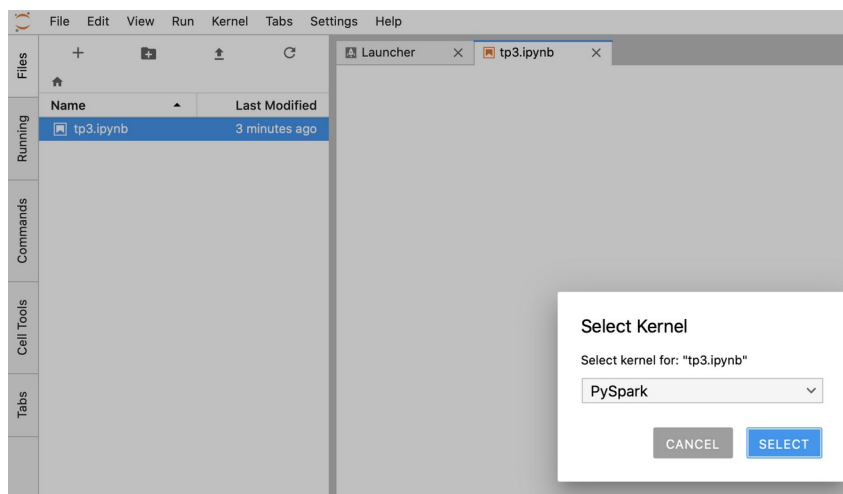 File Edit View Run Kernel Tabs Settings Help
Files
Running
Commands
Cell Tools
Tabs
Name Last Modified
tp3.ipynb 3 minutes ago
Launcher tp3.ipynb
Select Kernel
Select kernel for: "tp3.ipynb"
PySpark
CANCEL SELECT